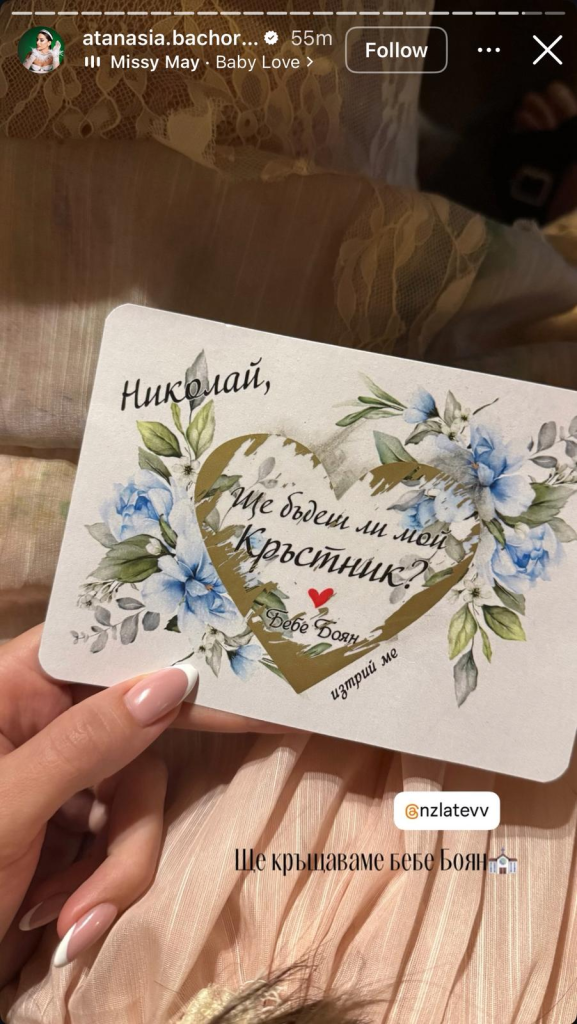 atanasia.bachor... 55m
Follow
Missy May · Baby Love >
Николай,
Ще бъдеш ли мой
Кръстник?
Бебе Боян
изтрий ме
@nzlatevv
Ще кръщаваме бебе Боян